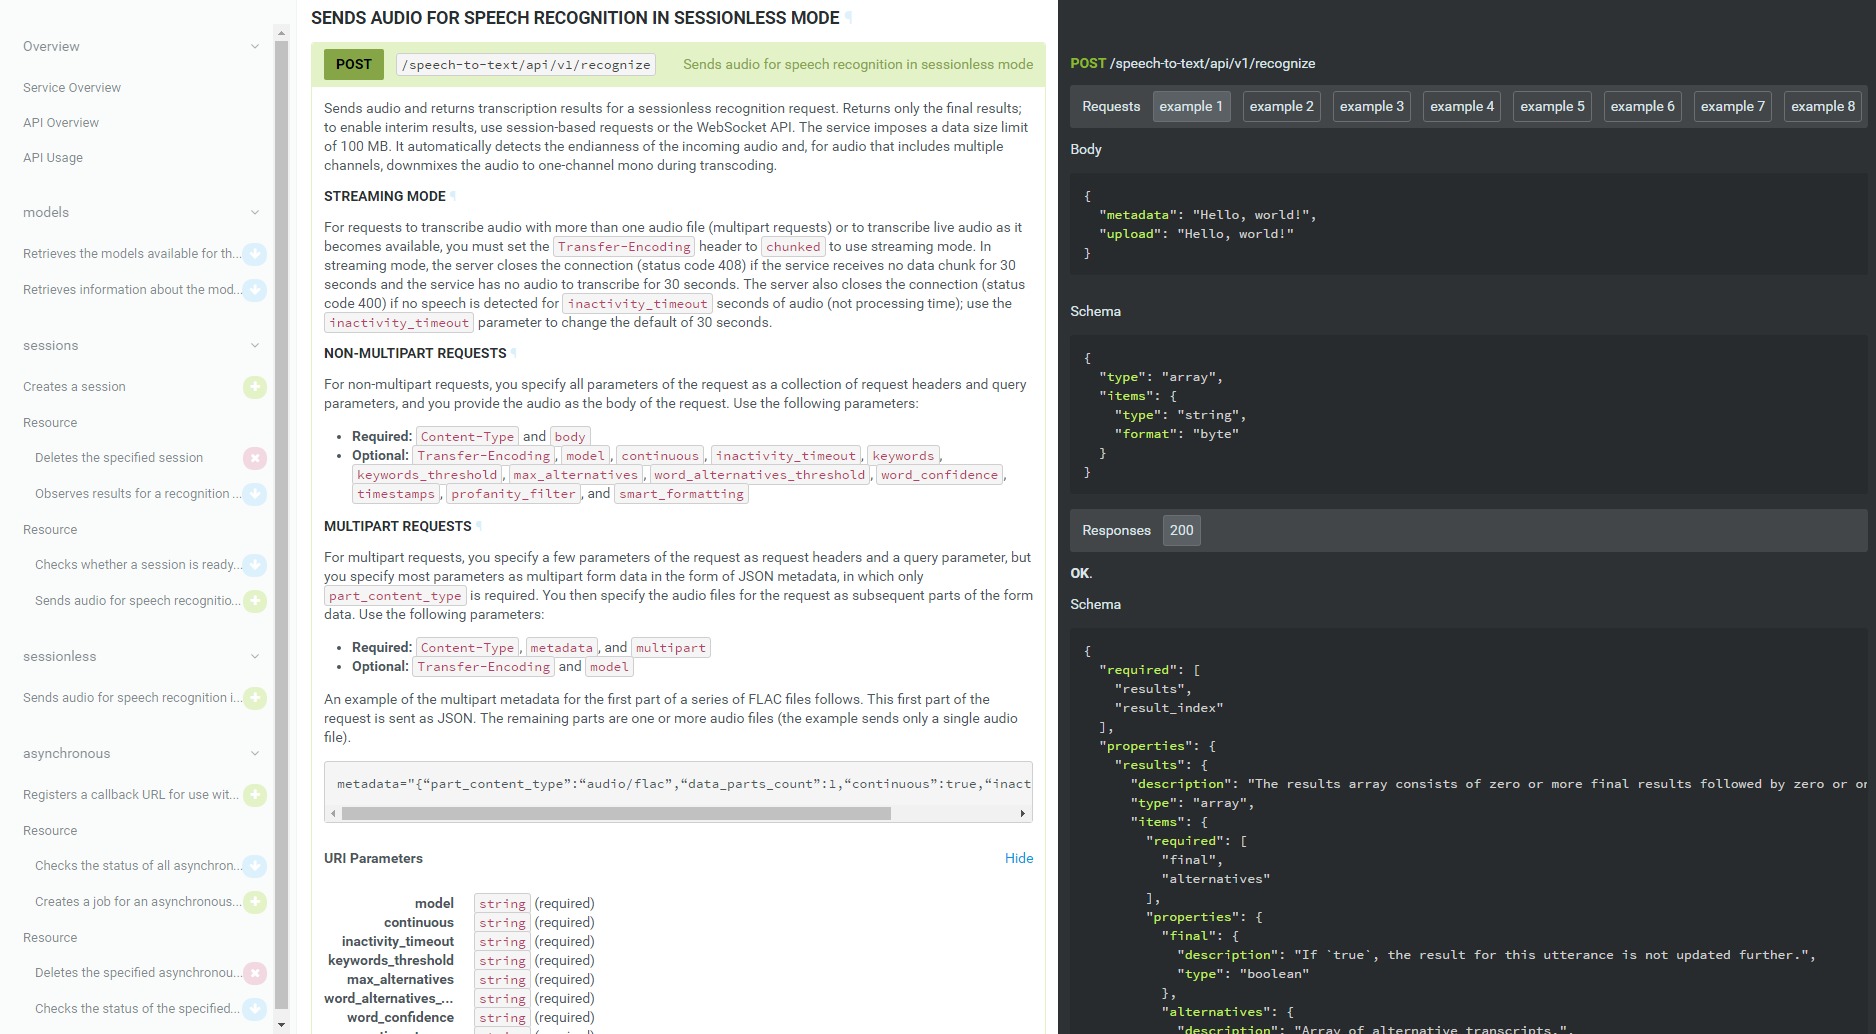 Overview
Service Overview
API Overview
API Usage
models
Retrieves the models available for th...
Retrieves information about the mod...
sessions
Creates a session
Resource
Deletes the specified session
Observes results for a recognition ...
Resource
Checks whether a session is ready...
Sends audio for speech recognitio...
sessionless
Sends audio for speech recognition i...
asynchronous
Registers a callback URL for use wit...
Resource
Checks the status of all asynchron...
Creates a job for an asynchronous...
Resource
Deletes the specified asynchronou...
Checks the status of the specified...
SENDS AUDIO FOR SPEECH RECOGNITION IN SESSIONLESS MODE ¶
POST /speech-to-text/api/v1/recognize Sends audio for speech recognition in sessionless mode
Sends audio and returns transcription results for a sessionless recognition request. Returns only the final results;
to enable interim results, use session-based requests or the WebSocket API. The service imposes a data size limit
of 100 MB. It automatically detects the endianness of the incoming audio and, for audio that includes multiple
channels, downmixes the audio to one-channel mono during transcoding.
STREAMING MODE ¶
For requests to transcribe audio with more than one audio file (multipart requests) or to transcribe live audio as it
becomes available, you must set the Transfer-Encoding header to chunked to use streaming mode. In
streaming mode, the server closes the connection (status code 408) if the service receives no data chunk for 30
seconds and the service has no audio to transcribe for 30 seconds. The server also closes the connection (status
code 400) if no speech is detected for inactivity_timeout seconds of audio (not processing time); use the
inactivity_timeout parameter to change the default of 30 seconds.
NON-MULTIPART REQUESTS ¶
For non-multipart requests, you specify all parameters of the request as a collection of request headers and query
parameters, and you provide the audio as the body of the request. Use the following parameters:
• Required: Content-Type and body
• Optional: Transfer-Encoding, model, continuous, inactivity_timeout, keywords,
keywords_threshold, max_alternatives, word_alternatives_threshold, word_confidence,
timestamps, profanity_filter, and smart_formatting
MULTIPART REQUESTS ¶
For multipart requests, you specify a few parameters of the request as request headers and a query parameter, but
you specify most parameters as multipart form data in the form of JSON metadata, in which only
part_content_type is required. You then specify the audio files for the request as subsequent parts of the form
data. Use the following parameters:
• Required: Content-Type, metadata, and multipart
• Optional: Transfer-Encoding and model
An example of the multipart metadata for the first part of a series of FLAC files follows. This first part of the
request is sent as JSON. The remaining parts are one or more audio files (the example sends only a single audio
file).
metadata="{“part_content_type”:“audio/flac”,“data_parts_count”:1,“continuous”:true,“inact
URI Parameters Hide
model string (required)
continuous string (required)
inactivity_timeout string (required)
keywords_threshold string (required)
max_alternatives string (required)
word_alternatives_... string (required)
word_confidence string (required)
POST /speech-to-text/api/v1/recognize
Requests example 1 example 2 example 3 example 4 example 5 example 6 example 7 example 8
Body
{
"metadata": "Hello, world!",
"upload": "Hello, world!"
}
Schema
{
"type": "array",
"items": {
"type": "string",
"format": "byte"
}
}
Responses 200
OK.
Schema
{
"required": [
"results",
"result_index"
],
"properties": {
"results": {
"description": "The results array consists of zero or more final results followed by zero or or
"type": "array",
"items": {
"required": [
"final",
"alternatives"
],
"properties": {
"final": {
"description": "If `true`, the result for this utterance is not updated further.",
"type": "boolean"
},
"alternatives": {
"description": "Array of alternative transcripts.",